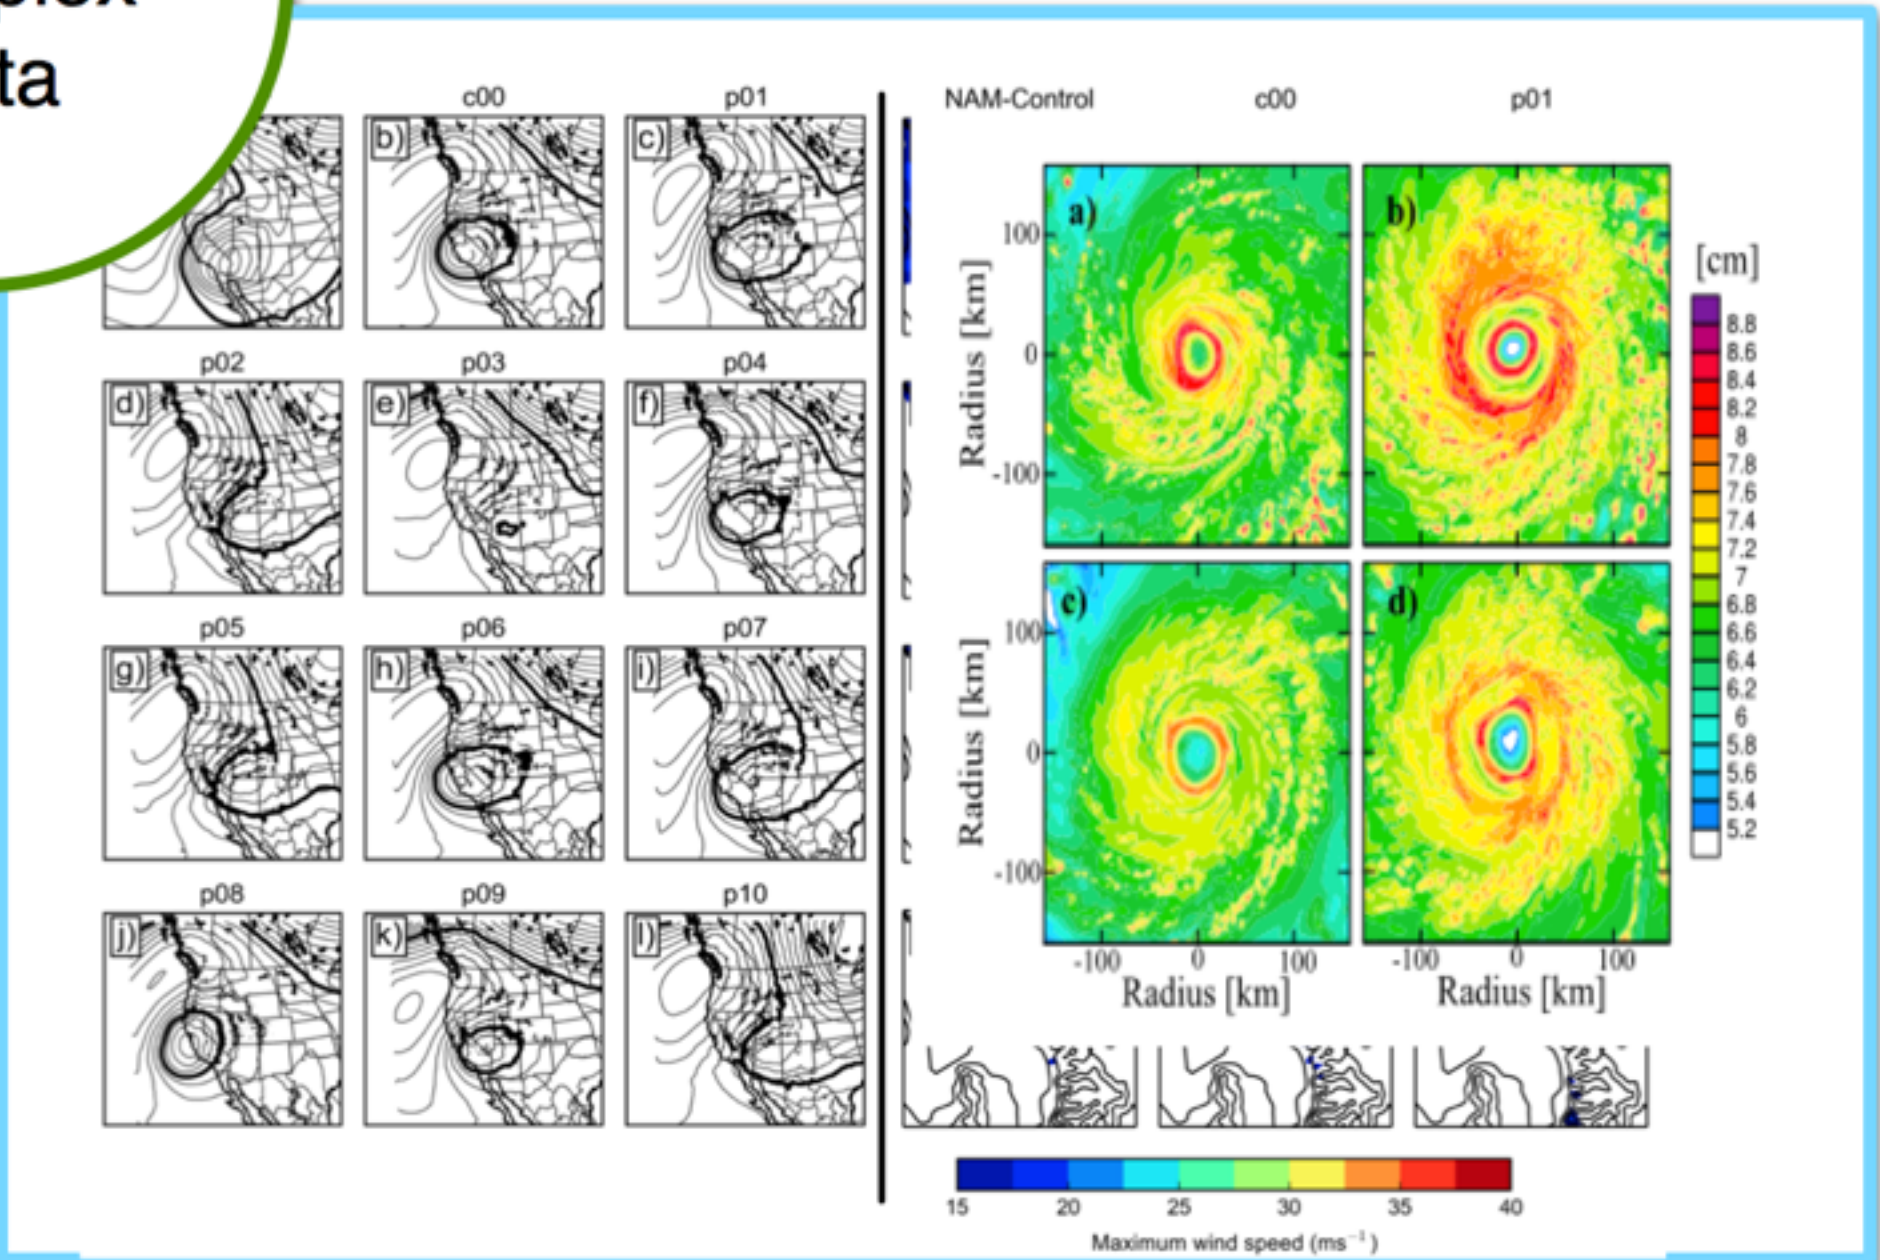 ta
c00 p01
b) c)
p02 p03 p04
d) e) f)
p05 p06 p07
g) h) i)
p08 p09 p10
j) k) l)
NAM-Control c00 p01
a) b)
100
0
-100
Radius [km]
c) d)
100
0
-100
Radius [km]
-100 0 100 -100 0 100
Radius [km] Radius [km]
[cm]
8.8
8.6
8.4
8.2
8
7.8
7.6
7.4
7.2
7
6.8
6.6
6.4
6.2
6
5.8
5.6
5.4
5.2
15 20 25 30 35 40
Maximum wind speed (ms⁻¹)